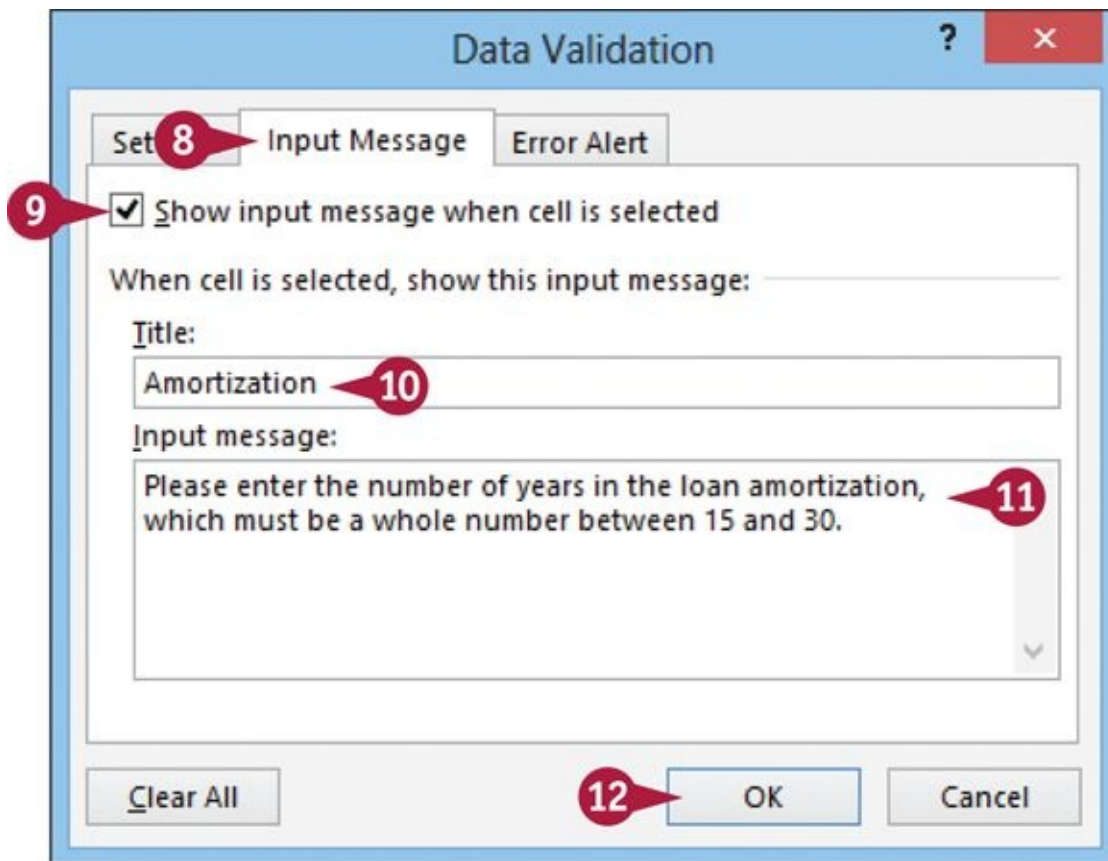 Data Validation ? ×
Set 8 Input Message Error Alert
9 Show input message when cell is selected
When cell is selected, show this input message:
Title:
Amortization 10
Input message:
Please enter the number of years in the loan amortization, 11
which must be a whole number between 15 and 30.
Clear All 12 OK Cancel